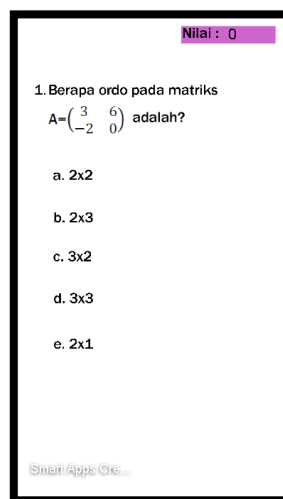 Nilai : 0
1. Berapa ordo pada matriks
A=(3 6
-2 0) adalah?
a. 2x2
b. 2x3
c. 3x2
d. 3x3
e. 2x1
Smart Apps Cre...